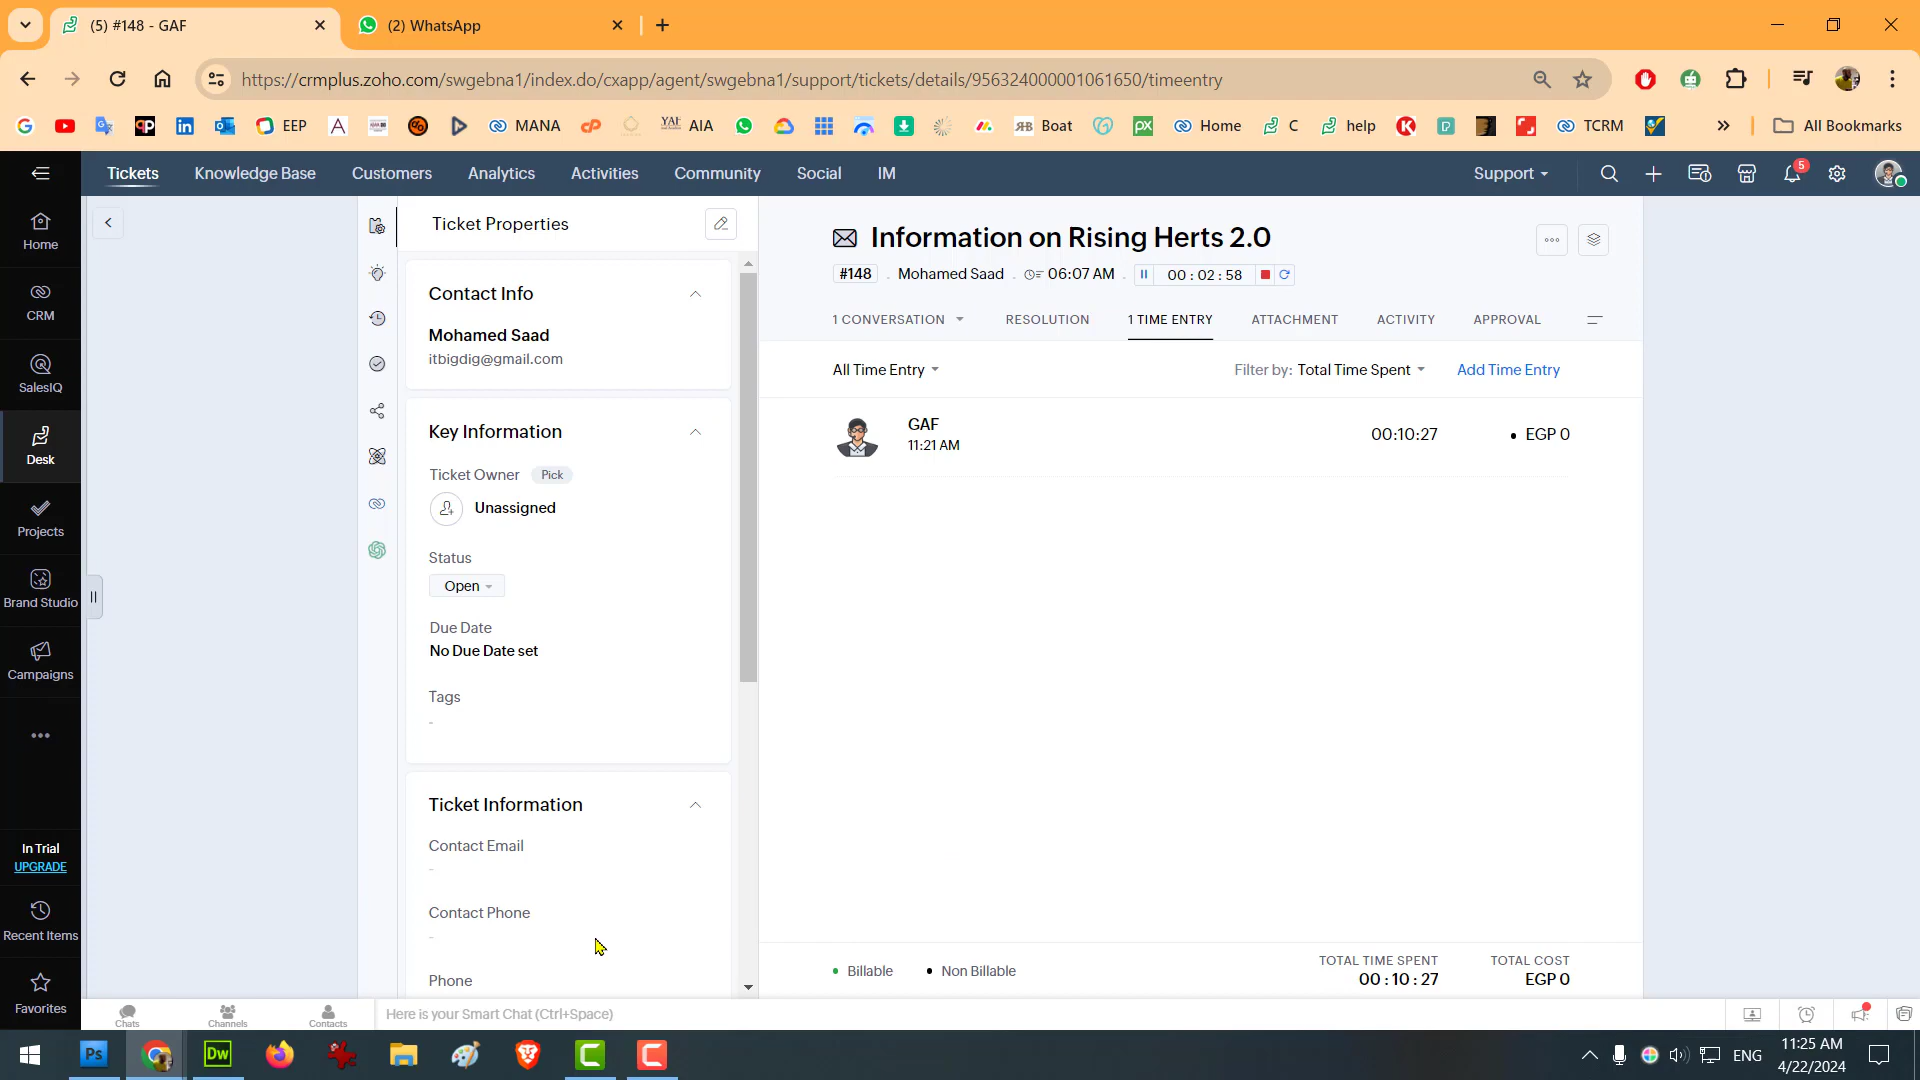 (5) #148 - GAF
(2) WhatsApp
https://crmplus.zoho.com/swgebna1/index.do/cxapp/agent/swgebna1/support/tickets/details/956324000001061650/timeentry
EEP
MANA
YAF AIA
Boat
Home
C
help
TCRM
All Bookmarks
Tickets
Knowledge Base
Customers
Analytics
Activities
Community
Social
IM
Support
5
Home
CRM
SalesIQ
Desk
Projects
Brand Studio
Campaigns
In Trial
UPGRADE
Recent Items
Favorites
Ticket Properties
Contact Info
Mohamed Saad
itbigdig@gmail.com
Key Information
Ticket Owner Pick
Unassigned
Status
Open
Due Date
No Due Date set
Tags
-
Ticket Information
Contact Email
-
Contact Phone
-
Phone
Information on Rising Herts 2.0
#148 . Mohamed Saad . 06:07 AM . 00 : 02 : 58
1 CONVERSATION
RESOLUTION
1 TIME ENTRY
ATTACHMENT
ACTIVITY
APPROVAL
All Time Entry
Filter by: Total Time Spent
Add Time Entry
GAF
11:21 AM
00:10:27
• EGP 0
• Billable
• Non Billable
TOTAL TIME SPENT
00 : 10 : 27
TOTAL COST
EGP 0
Chats
Channels
Contacts
Here is your Smart Chat (Ctrl+Space)
Ps
Dw
ENG
11:25 AM
4/22/2024